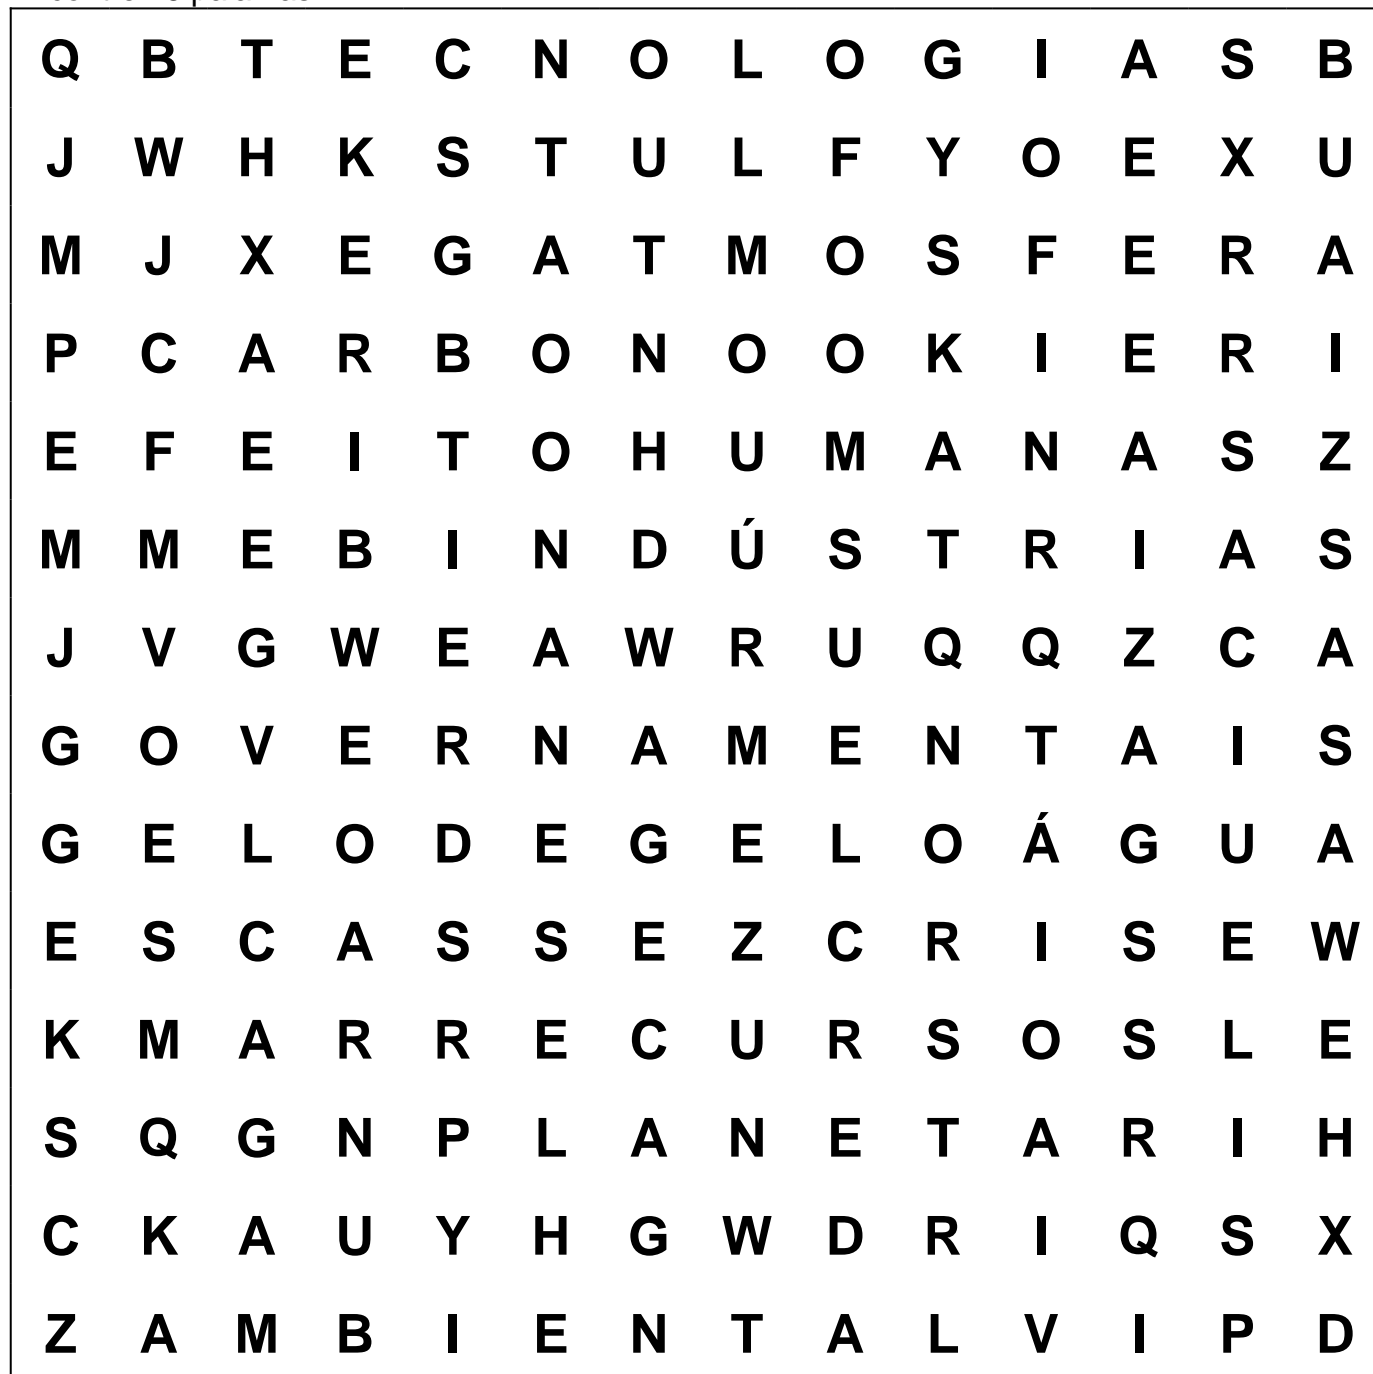 Q B T E C N O L O G I A S B
J W H K S T U L F Y O E X U
M J X E G A T M O S F E R A
P C A R B O N O O K I E R I
E F E I T O H U M A N A S Z
M M E B I N D Ú S T R I A S
J V G W E A W R U Q Q Z C A
G O V E R N A M E N T A I S
G E L O D E G E L O Á G U A
E S C A S S E Z C R I S E W
K M A R R E C U R S O S L E
S Q G N P L A N E T A R I H
C K A U Y H G W D R I Q S X
Z A M B I E N T A L V I P D